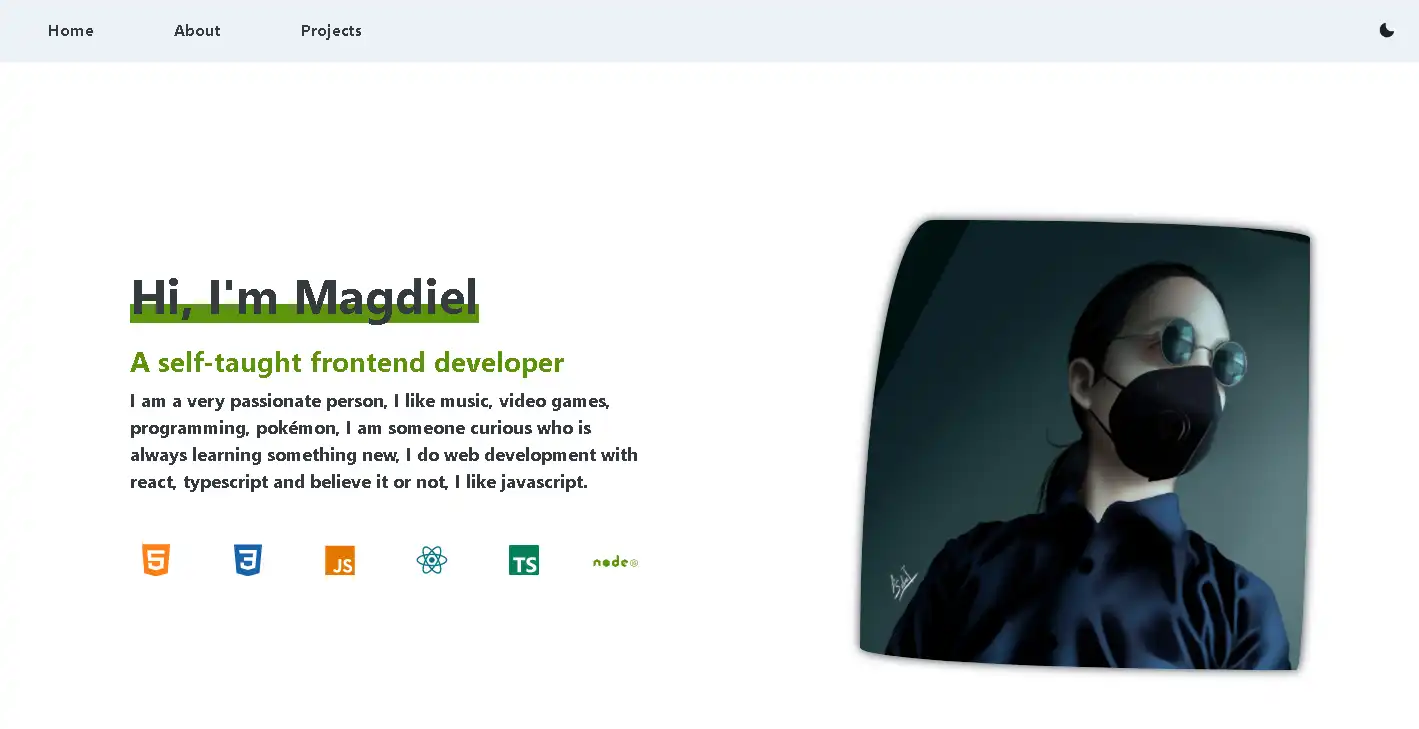 Home
About
Projects
Hi, I'm Magdiel
A self-taught frontend developer
I am a very passionate person, I like music, video games,
programming, pokémon, I am someone curious who is
always learning something new, I do web development with
react, typescript and believe it or not, I like javascript.
5
3
JS
TS
node